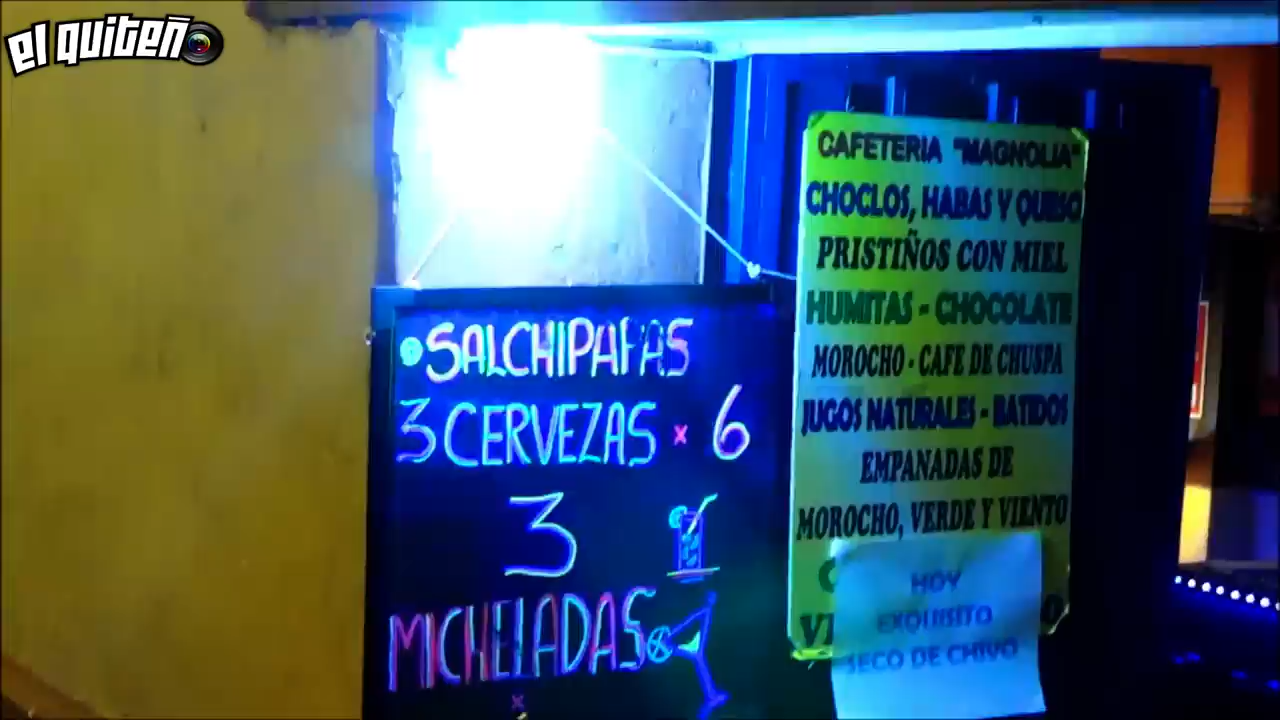 el quiteño
SALCHIPAPAS
3 CERVEZAS x 6
3
MICHELADAS
x
CAFETERIA "MAGNOLIA"
CHOCLOS, HABAS Y QUESO
PRISTIÑOS CON MIEL
HUMITAS - CHOCOLATE
MOROCHO - CAFE DE CHUSPA
JUGOS NATURALES - BATIDOS
EMPANADAS DE
MOROCHO, VERDE Y VIENTO
HOY
EXQUISITO
SECO DE CHIVO